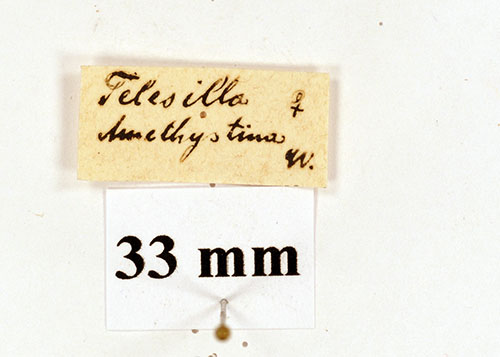 Telesilla ♀
Amethystina
W.
33 mm